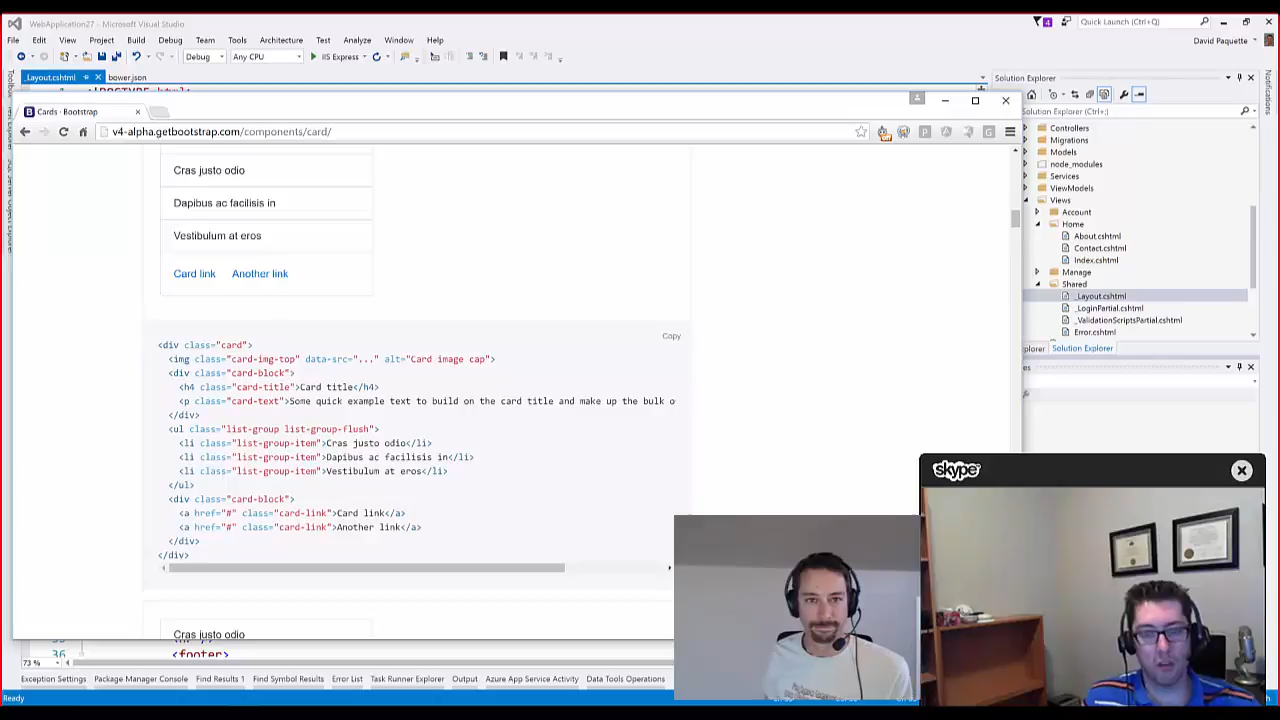 WebApplication27 - Microsoft Visual Studio
4
Quick Launch (Ctrl+Q)
File Edit View Project Build Debug Team Tools Architecture Test Analyze Window Help
David Paquette
Debug Any CPU IIS Express
_Layout.cshtml bower.json
Solution Explorer
Notifications
Cards · Bootstrap
v4-alpha.getbootstrap.com/components/card/
Solution Explorer (Ctrl+;)
Controllers
Migrations
Models
node_modules
Services
ViewModels
Views
Account
Home
About.cshtml
Contact.cshtml
Index.cshtml
Manage
Shared
_Layout.cshtml
_LoginPartial.cshtml
_ValidationScriptsPartial.cshtml
Error.cshtml
xplorer Solution Explorer
es
Cras justo odio
Dapibus ac facilisis in
Vestibulum at eros
Card link Another link
Copy
<div class="card">
<img class="card-img-top" data-src="..." alt="Card image cap">
<div class="card-block">
<h4 class="card-title">Card title</h4>
<p class="card-text">Some quick example text to build on the card title and make up the bulk o
</div>
<ul class="list-group list-group-flush">
<li class="list-group-item">Cras justo odio</li>
<li class="list-group-item">Dapibus ac facilisis in</li>
<li class="list-group-item">Vestibulum at eros</li>
</ul>
<div class="card-block">
<a href="#" class="card-link">Card link</a>
<a href="#" class="card-link">Another link</a>
</div>
</div>
Cras justo odio
skype
36 <footer>
73 %
Exception Settings Package Manager Console Find Results 1 Find Symbol Results Error List Task Runner Explorer Output Azure App Service Activity Data Tools Operations
Ready